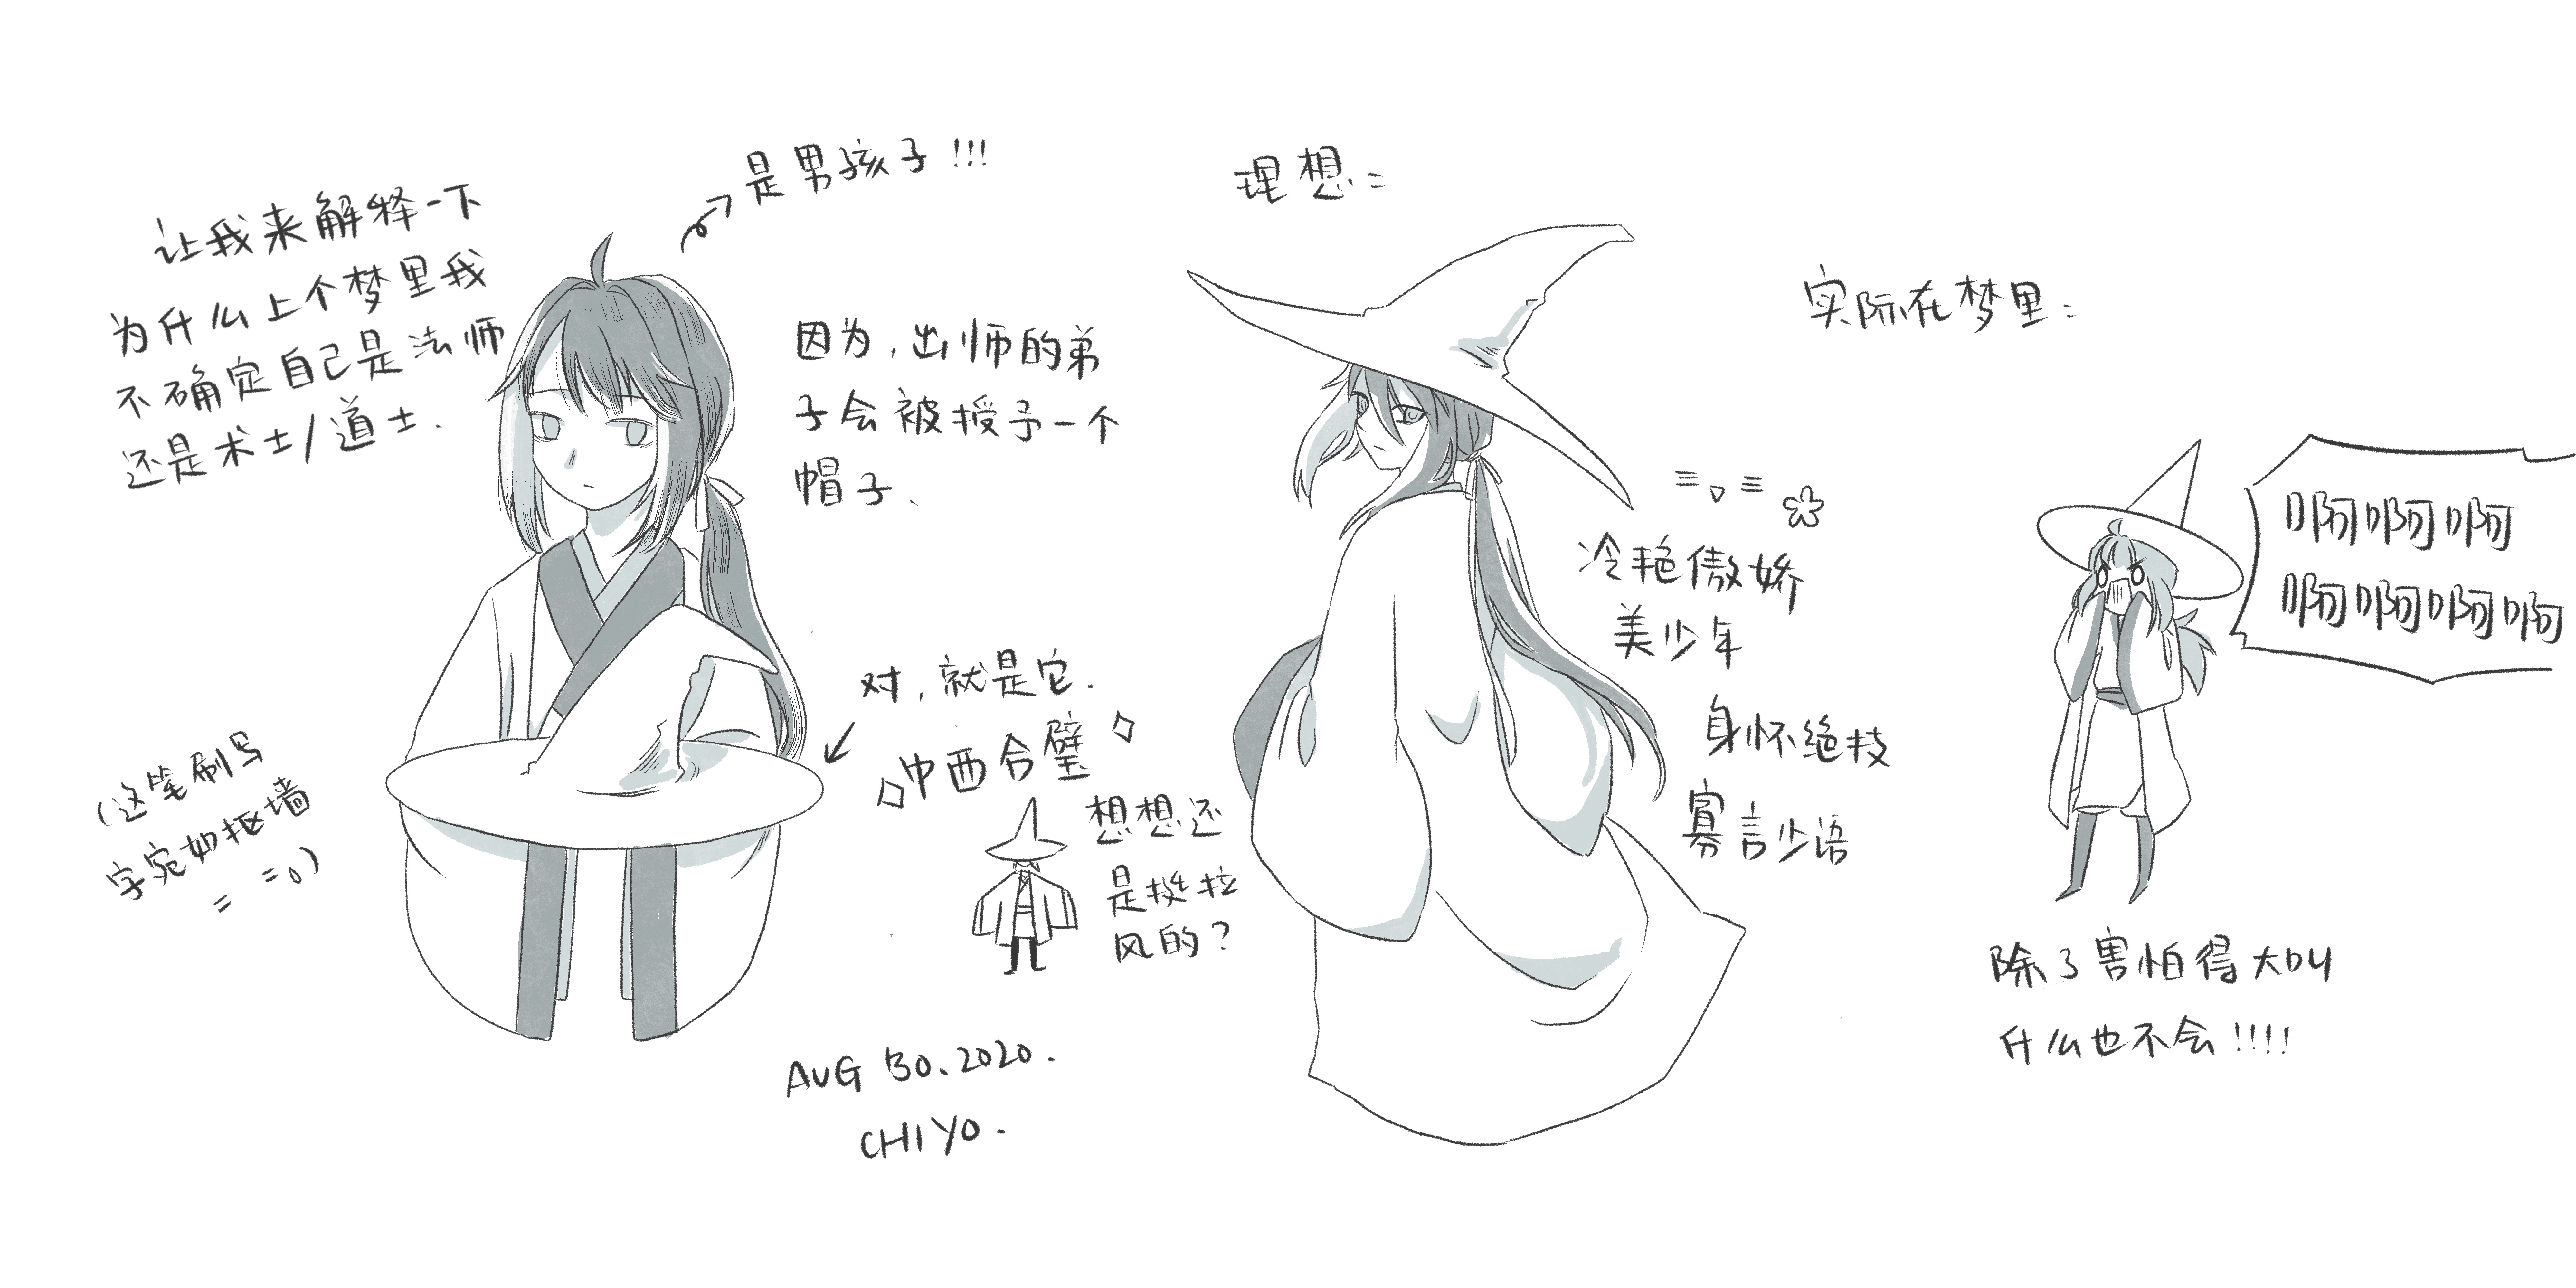 让我来解释一下
为什么上个梦里我
不确定自己是法师
还是术士/道士.
是男孩子!!!
因为,出师的弟
子会被授予一个
帽子、
对,就是它.
中西合璧
想想还
是挺拉
风的?
(这笔刷写
字宛如抠墙
= =。)
AUG 30.2020.
CHIYO.
理想:
≡▽≡
冷艳傲娇
美少年
身怀绝技
寡言少语
实际在梦里:
啊啊啊
啊啊啊啊
除了害怕得大叫
什么也不会!!!!